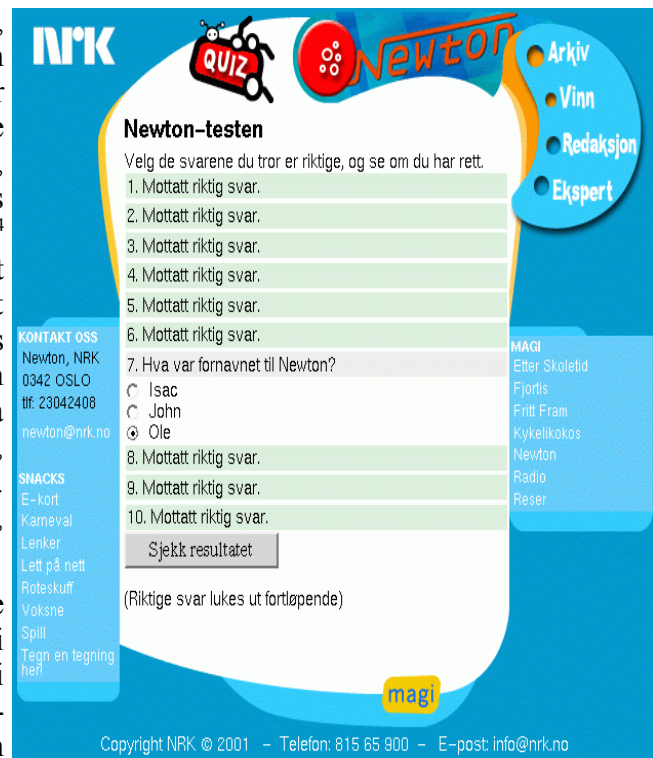 NRK
QUIZ
Newton
Arkiv
Vinn
Redaksjon
Ekspert
Newton-testen
Velg de svarene du tror er riktige, og se om du har rett.
1. Mottatt riktig svar.
2. Mottatt riktig svar.
3. Mottatt riktig svar.
4. Mottatt riktig svar.
5. Mottatt riktig svar.
6. Mottatt riktig svar.
7. Hva var fornavnet til Newton?
Isac
John
Ole
8. Mottatt riktig svar.
9. Mottatt riktig svar.
10. Mottatt riktig svar.
Sjekk resultatet
(Riktige svar lukes ut fortløpende)
KONTAKT OSS
Newton, NRK
0342 OSLO
tlf: 23042408
newton@nrk.no
SNACKS
E-kort
Karneval
Lenker
Lett på nett
Roteskuff
Voksne
Spill
Tegn en tegning
her!
MAGI
Etter Skoletid
Fjortis
Fritt Fram
Kykelikokos
Newton
Radio
Reser
magi
Copyright NRK © 2001 - Telefon: 815 65 900 - E-post: info@nrk.no